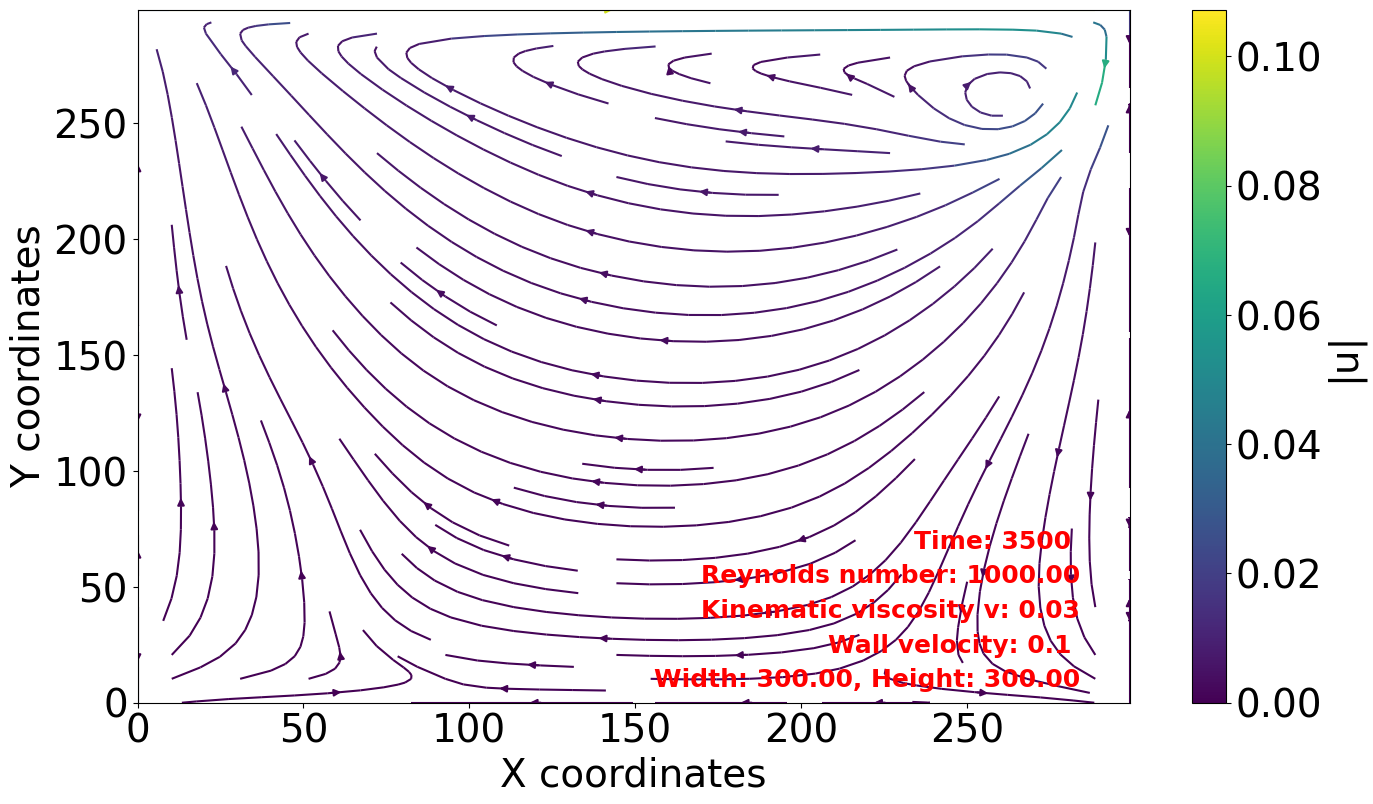 0.10
0.08
0.06
0.04
0.02
0.00
|u|
250
200
150
100
50
0
Y coordinates
Time: 3500
Reynolds number: 1000.00
Kinematic viscosity v: 0.03
Wall velocity: 0.1
Width: 300.00, Height: 300.00
0 50 100 150 200 250
X coordinates